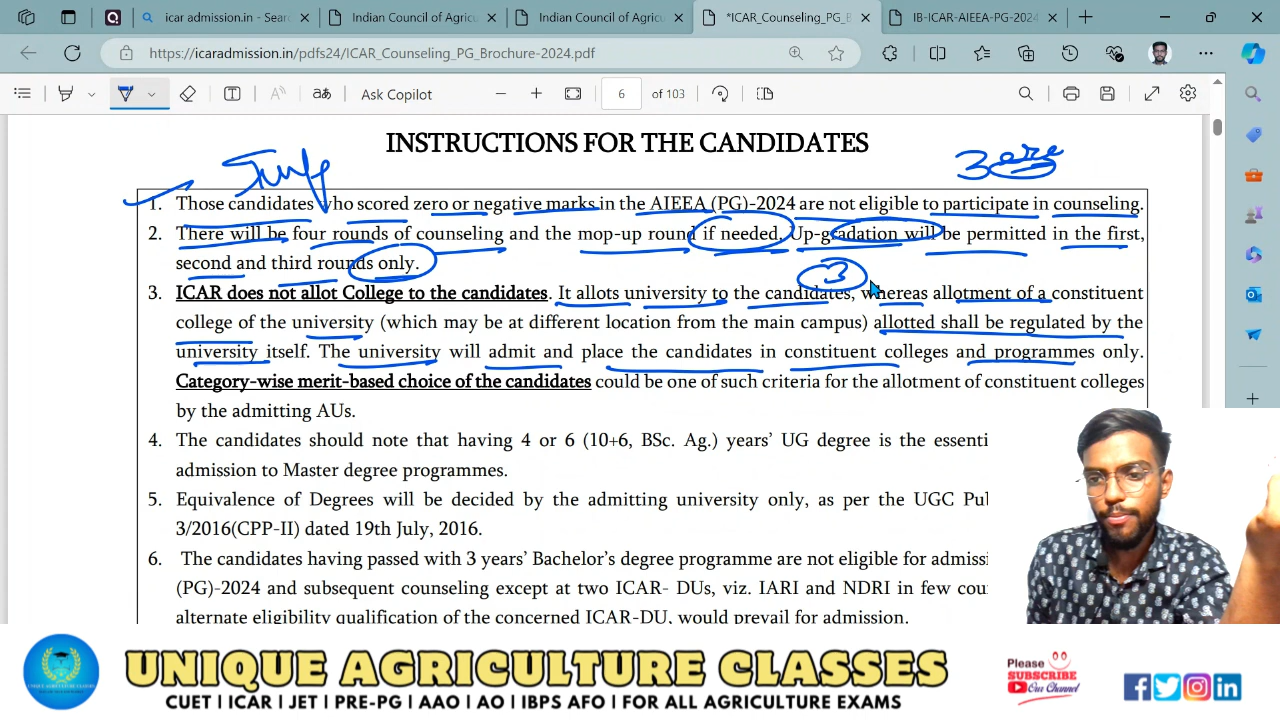 icar admission.in - Sear
Indian Council of Agricu
Indian Council of Agricu
*ICAR_Counseling_PG_B
IB-ICAR-AIEEA-PG-2024
https://icaradmission.in/pdfs24/ICAR_Counseling_PG_Brochure-2024.pdf
Ask Copilot
6 of 103
INSTRUCTIONS FOR THE CANDIDATES
3
1. Those candidates who scored zero or negative marks in the AIEEA (PG)-2024 are not eligible to participate in counseling.
2. There will be four rounds of counseling and the mop-up round if needed. Up-gradation will be permitted in the first,
second and third rounds only.
3
3. ICAR does not allot College to the candidates. It allots university to the candidates, whereas allotment of a constituent
college of the university (which may be at different location from the main campus) allotted shall be regulated by the
university itself. The university will admit and place the candidates in constituent colleges and programmes only.
Category-wise merit-based choice of the candidates could be one of such criteria for the allotment of constituent colleges
by the admitting AUs.
4. The candidates should note that having 4 or 6 (10+6, BSc. Ag.) years' UG degree is the essenti
admission to Master degree programmes.
5. Equivalence of Degrees will be decided by the admitting university only, as per the UGC Pul
3/2016(CPP-II) dated 19th July, 2016.
6. The candidates having passed with 3 years' Bachelor's degree programme are not eligible for admissi
(PG)-2024 and subsequent counseling except at two ICAR- DUs, viz. IARI and NDRI in few cou
alternate eligibility qualification of the concerned ICAR-DU, would prevail for admission.
UNIQUE AGRICULTURE CLASSES
CUET | ICAR | JET | PRE-PG | AAO | AO | IBPS AFO | FOR ALL AGRICULTURE EXAMS
Please
SUBSCRIBE
Our Channel